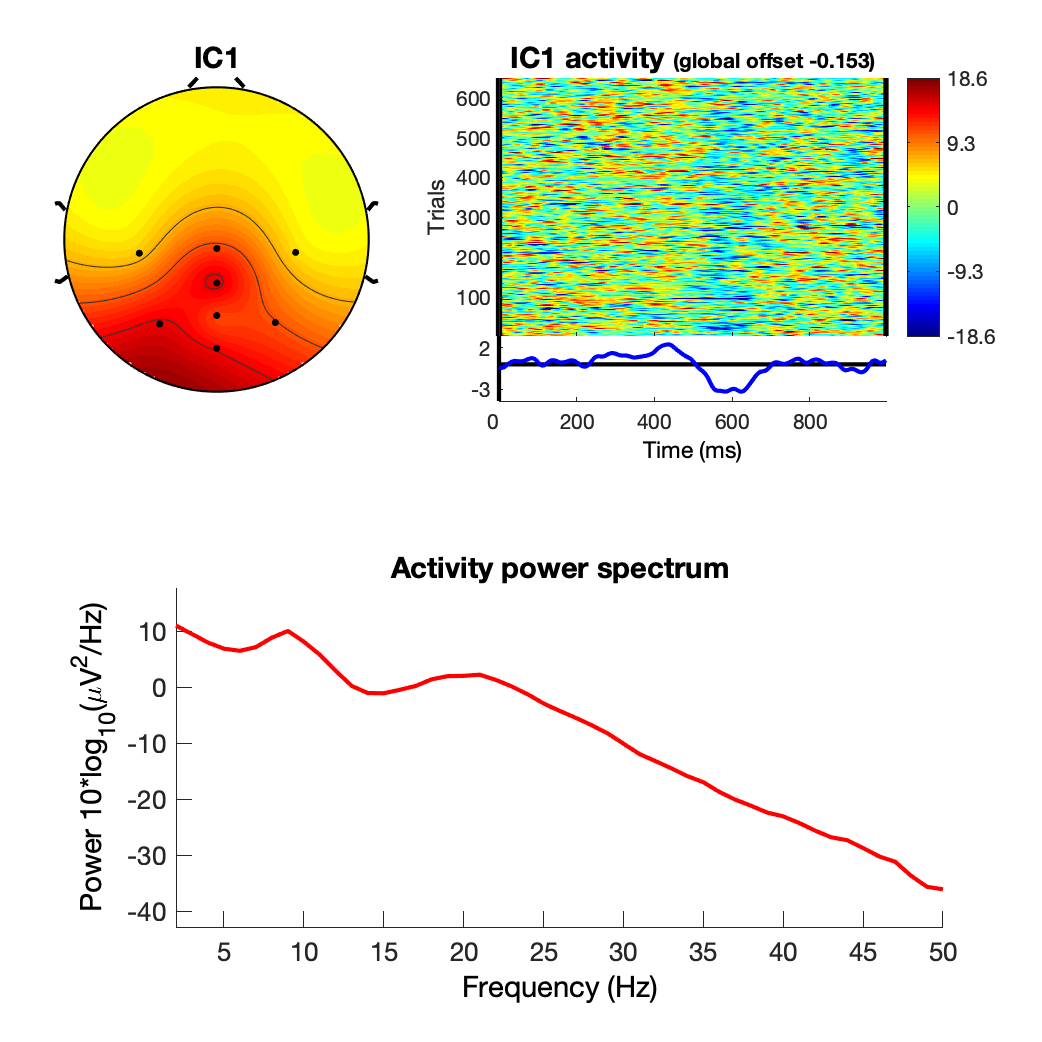 IC1
IC1 activity (global offset -0.153)
Trials
600
500
400
300
200
100
2
-3
0 200 400 600 800
Time (ms)
18.6
9.3
0
-9.3
-18.6
Activity power spectrum
Power 10*log10(μV2/Hz)
10
0
-10
-20
-30
-40
5 10 15 20 25 30 35 40 45 50
Frequency (Hz)